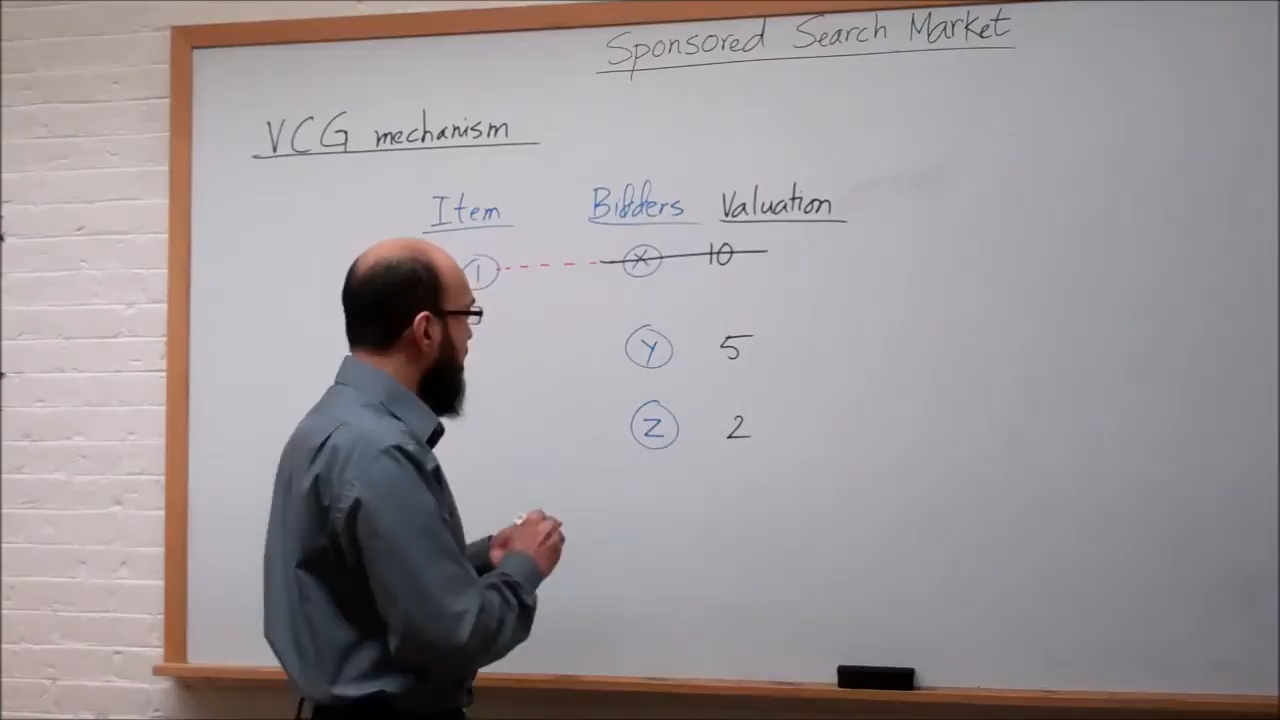 Sponsored Search Market
VCG mechanism
Item Bidders Valuation
1 X 10
Y 5
Z 2